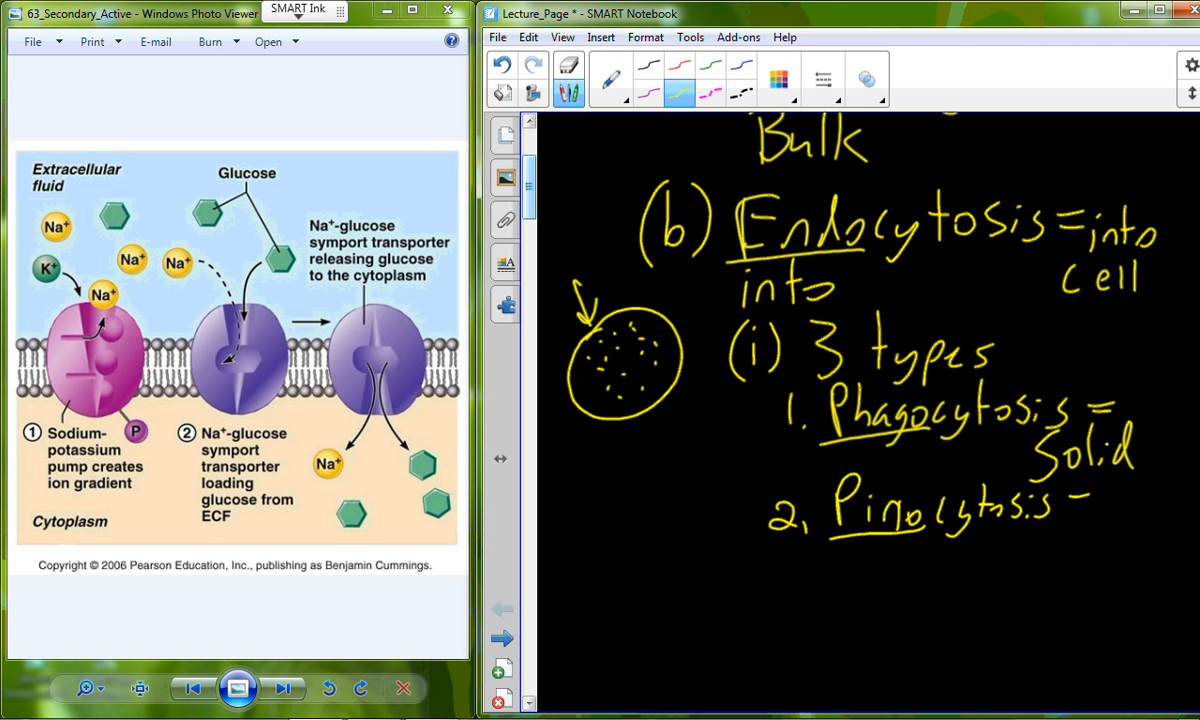 63_Secondary_Active - Windows Photo Viewer
SMART Ink
File Print E-mail Burn Open
Extracellular
fluid
Glucose
Na+
Na+
Na+
K+
Na+
Na+-glucose
symport transporter
releasing glucose
to the cytoplasm
P
1 Sodium-
potassium
pump creates
ion gradient
2 Na+-glucose
symport
transporter
loading
glucose from
ECF
Na+
Cytoplasm
Copyright © 2006 Pearson Education, Inc., publishing as Benjamin Cummings.
Lecture_Page * - SMART Notebook
File Edit View Insert Format Tools Add-ons Help
Bulk
(b) Endocytosis = into
into cell
(i) 3 types
1. Phagocytosis =
Solid
2. Pinocytosis -